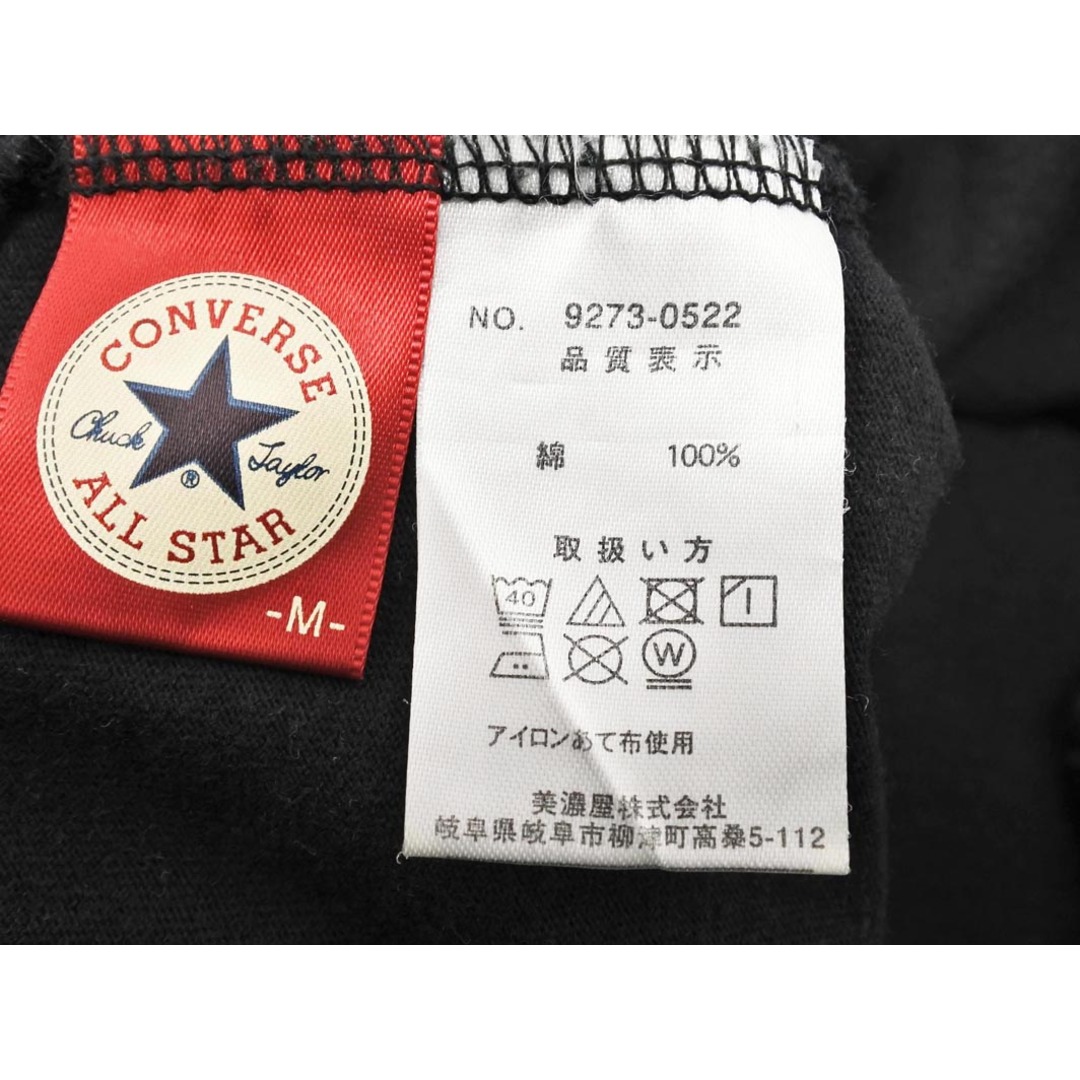 CONVERSE
Chuck Taylor
®
ALL STAR
-M-
NO. 9273-0522
品質表示
綿 100%
取扱い方
40
W
アイロンあて布使用
美濃屋株式会社
岐阜県岐阜市柳津町高桑5-112